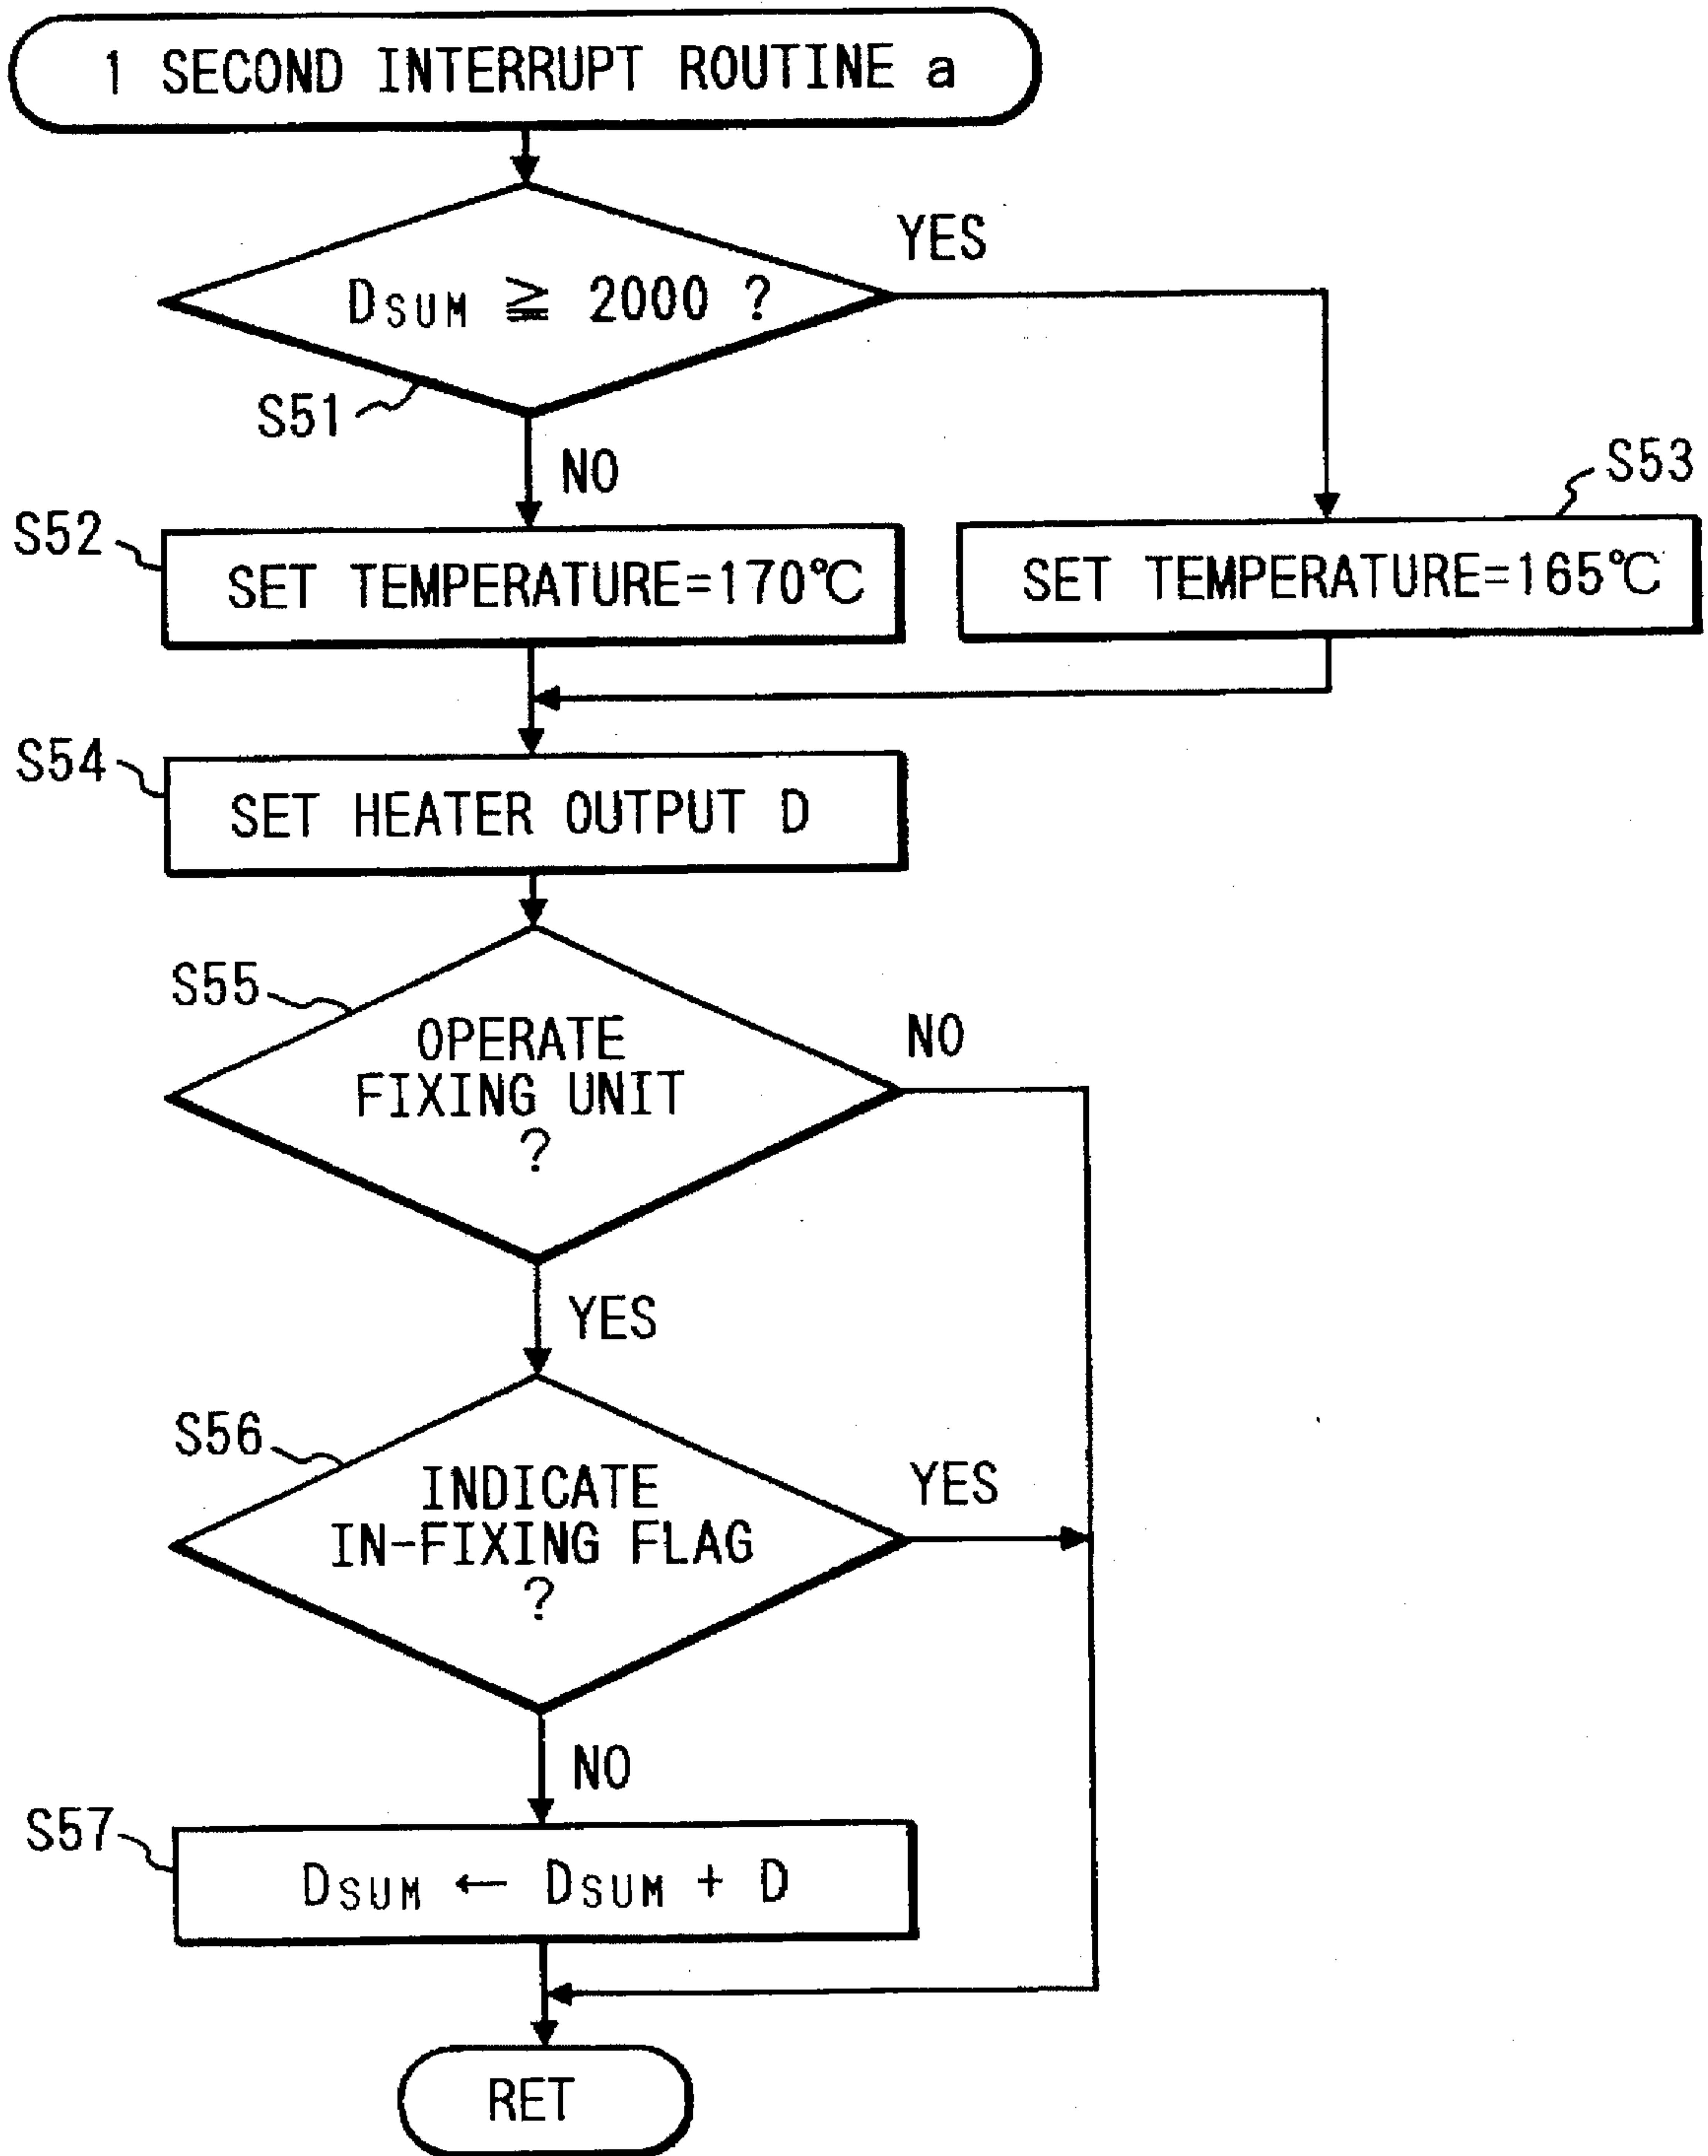 1 SECOND INTERRUPT ROUTINE a
DSUM ≧ 2000 ?
YES
S51
NO
S53
S52
SET TEMPERATURE=170℃
SET TEMPERATURE=165℃
S54
SET HEATER OUTPUT D
S55
OPERATE
FIXING UNIT
?
NO
YES
S56
INDICATE
IN-FIXING FLAG
?
YES
NO
S57
DSUM ← DSUM + D
RET